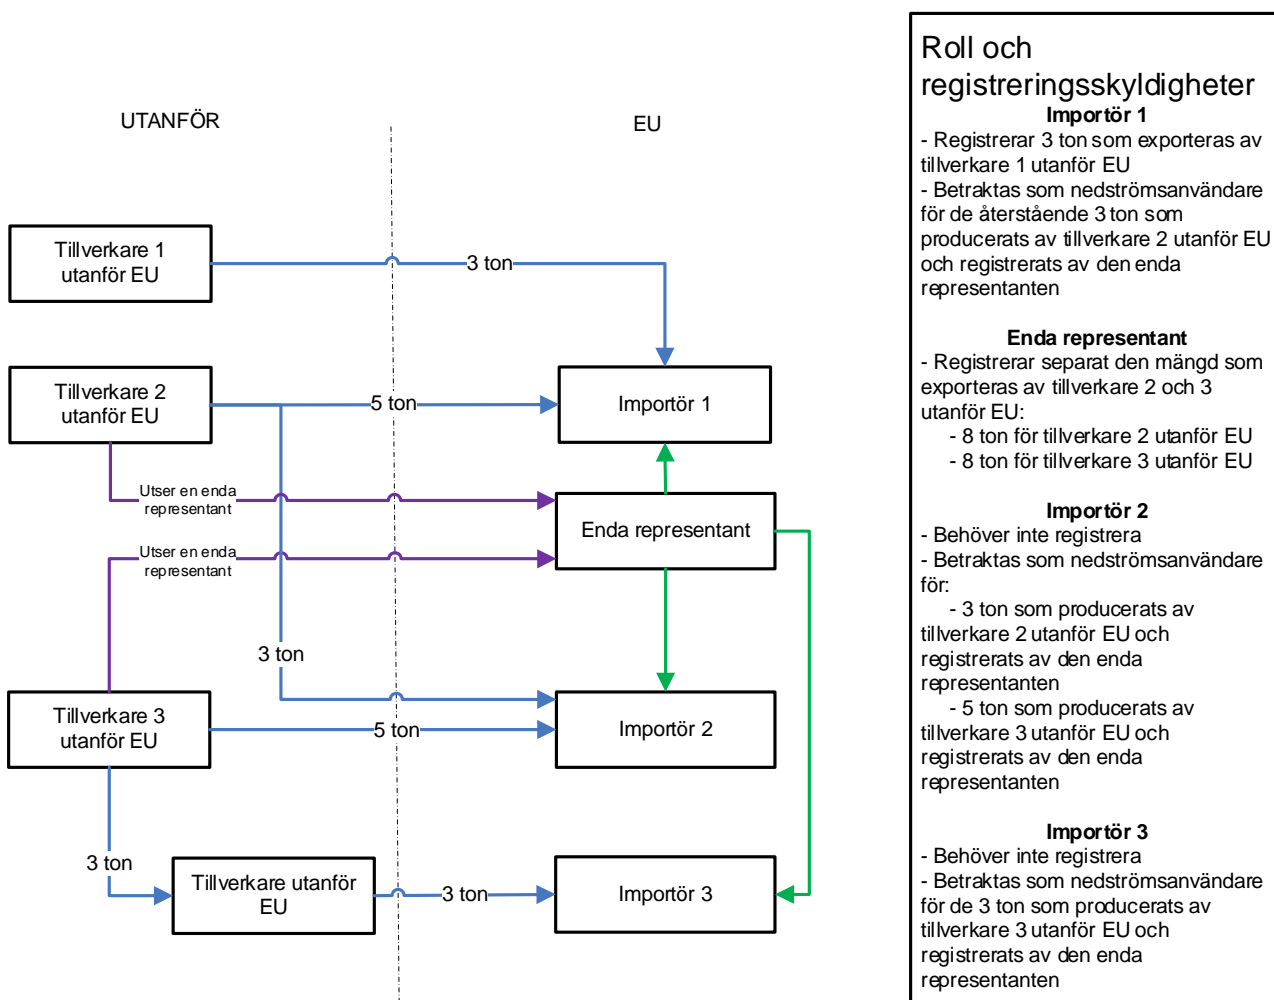 UTANFÖR
EU
Tillverkare 1
utanför EU
3 ton
Tillverkare 2
utanför EU
5 ton
Importör 1
Utser en enda
representant
Enda representant
Utser en enda
representant
3 ton
Tillverkare 3
utanför EU
5 ton
Importör 2
3 ton
Tillverkare utanför
EU
3 ton
Importör 3
Roll och
registreringsskyldigheter
Importör 1
- Registrerar 3 ton som exporteras av
tillverkare 1 utanför EU
- Betraktas som nedströmsanvändare
för de återstående 3 ton som
producerats av tillverkare 2 utanför EU
och registrerats av den enda
representanten
Enda representant
- Registrerar separat den mängd som
exporteras av tillverkare 2 och 3
utanför EU:
- 8 ton för tillverkare 2 utanför EU
- 8 ton för tillverkare 3 utanför EU
Importör 2
- Behöver inte registrera
- Betraktas som nedströmsanvändare
för:
- 3 ton som producerats av
tillverkare 2 utanför EU och
registrerats av den enda
representanten
- 5 ton som producerats av
tillverkare 3 utanför EU och
registrerats av den enda
representanten
Importör 3
- Behöver inte registrera
- Betraktas som nedströmsanvändare
för de 3 ton som producerats av
tillverkare 3 utanför EU och
registrerats av den enda
representanten